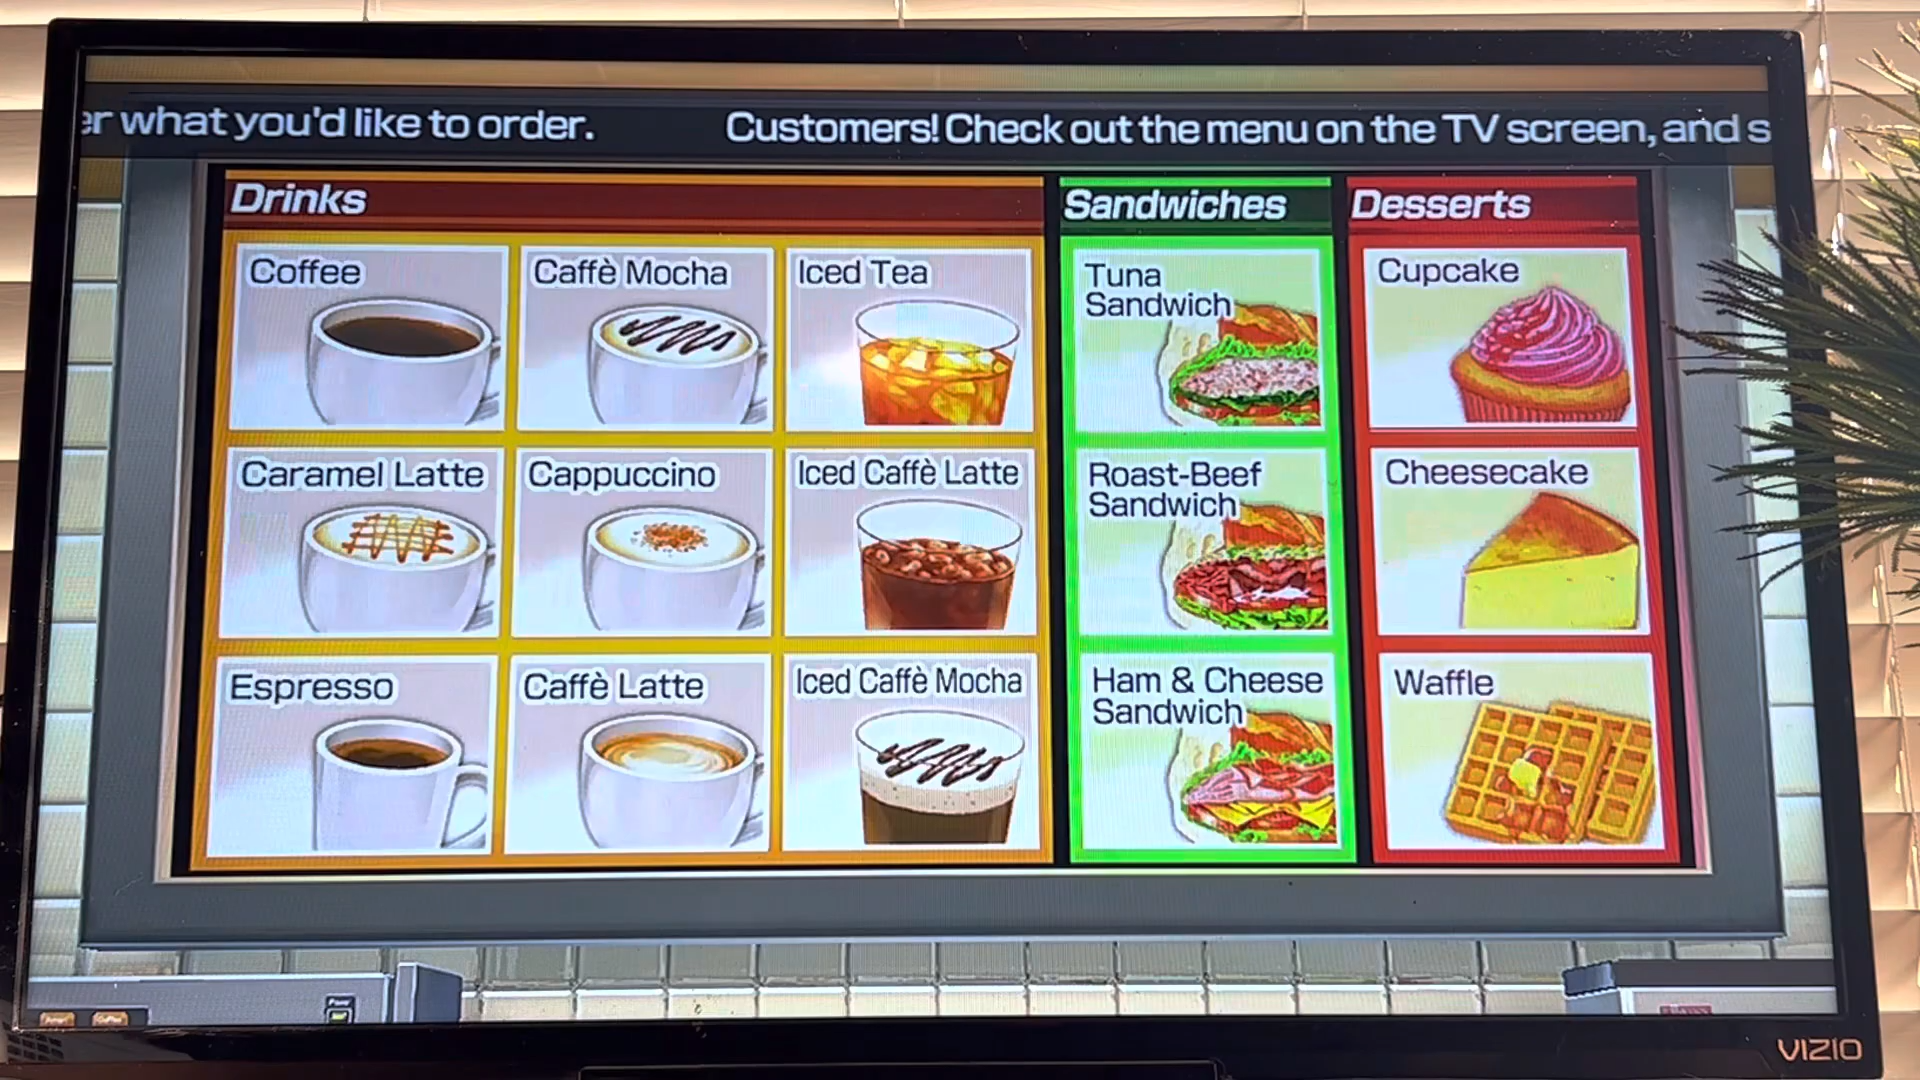 er what you'd like to order. Customers! Check out the menu on the TV screen, and s
Drinks
Coffee
Caffè Mocha
Iced Tea
Caramel Latte
Cappuccino
Iced Caffè Latte
Espresso
Caffè Latte
Iced Caffè Mocha
Sandwiches
Tuna
Sandwich
Roast-Beef
Sandwich
Ham & Cheese
Sandwich
Desserts
Cupcake
Cheesecake
Waffle
VIZIO